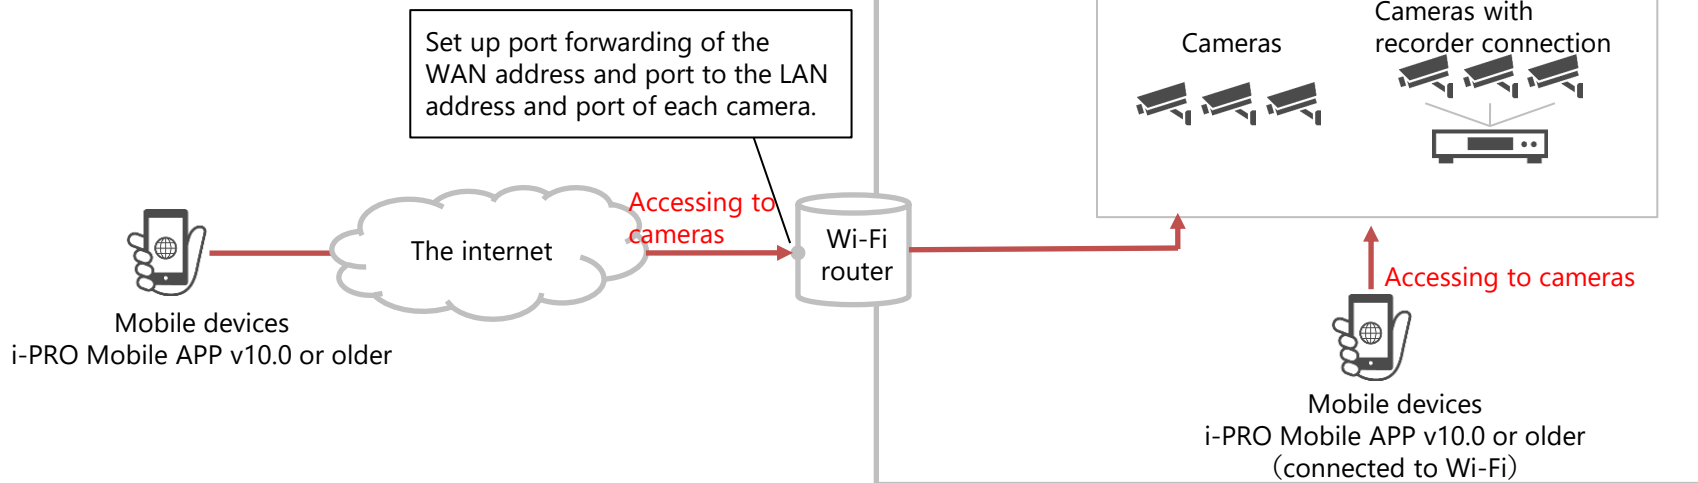 Set up port forwarding of the
WAN address and port to the LAN
address and port of each camera.
Cameras
Cameras with
recorder connection
Accessing to
cameras
The internet
Wi-Fi
router
Mobile devices
i-PRO Mobile APP v10.0 or older
Accessing to cameras
Mobile devices
i-PRO Mobile APP v10.0 or older
（connected to Wi-Fi）